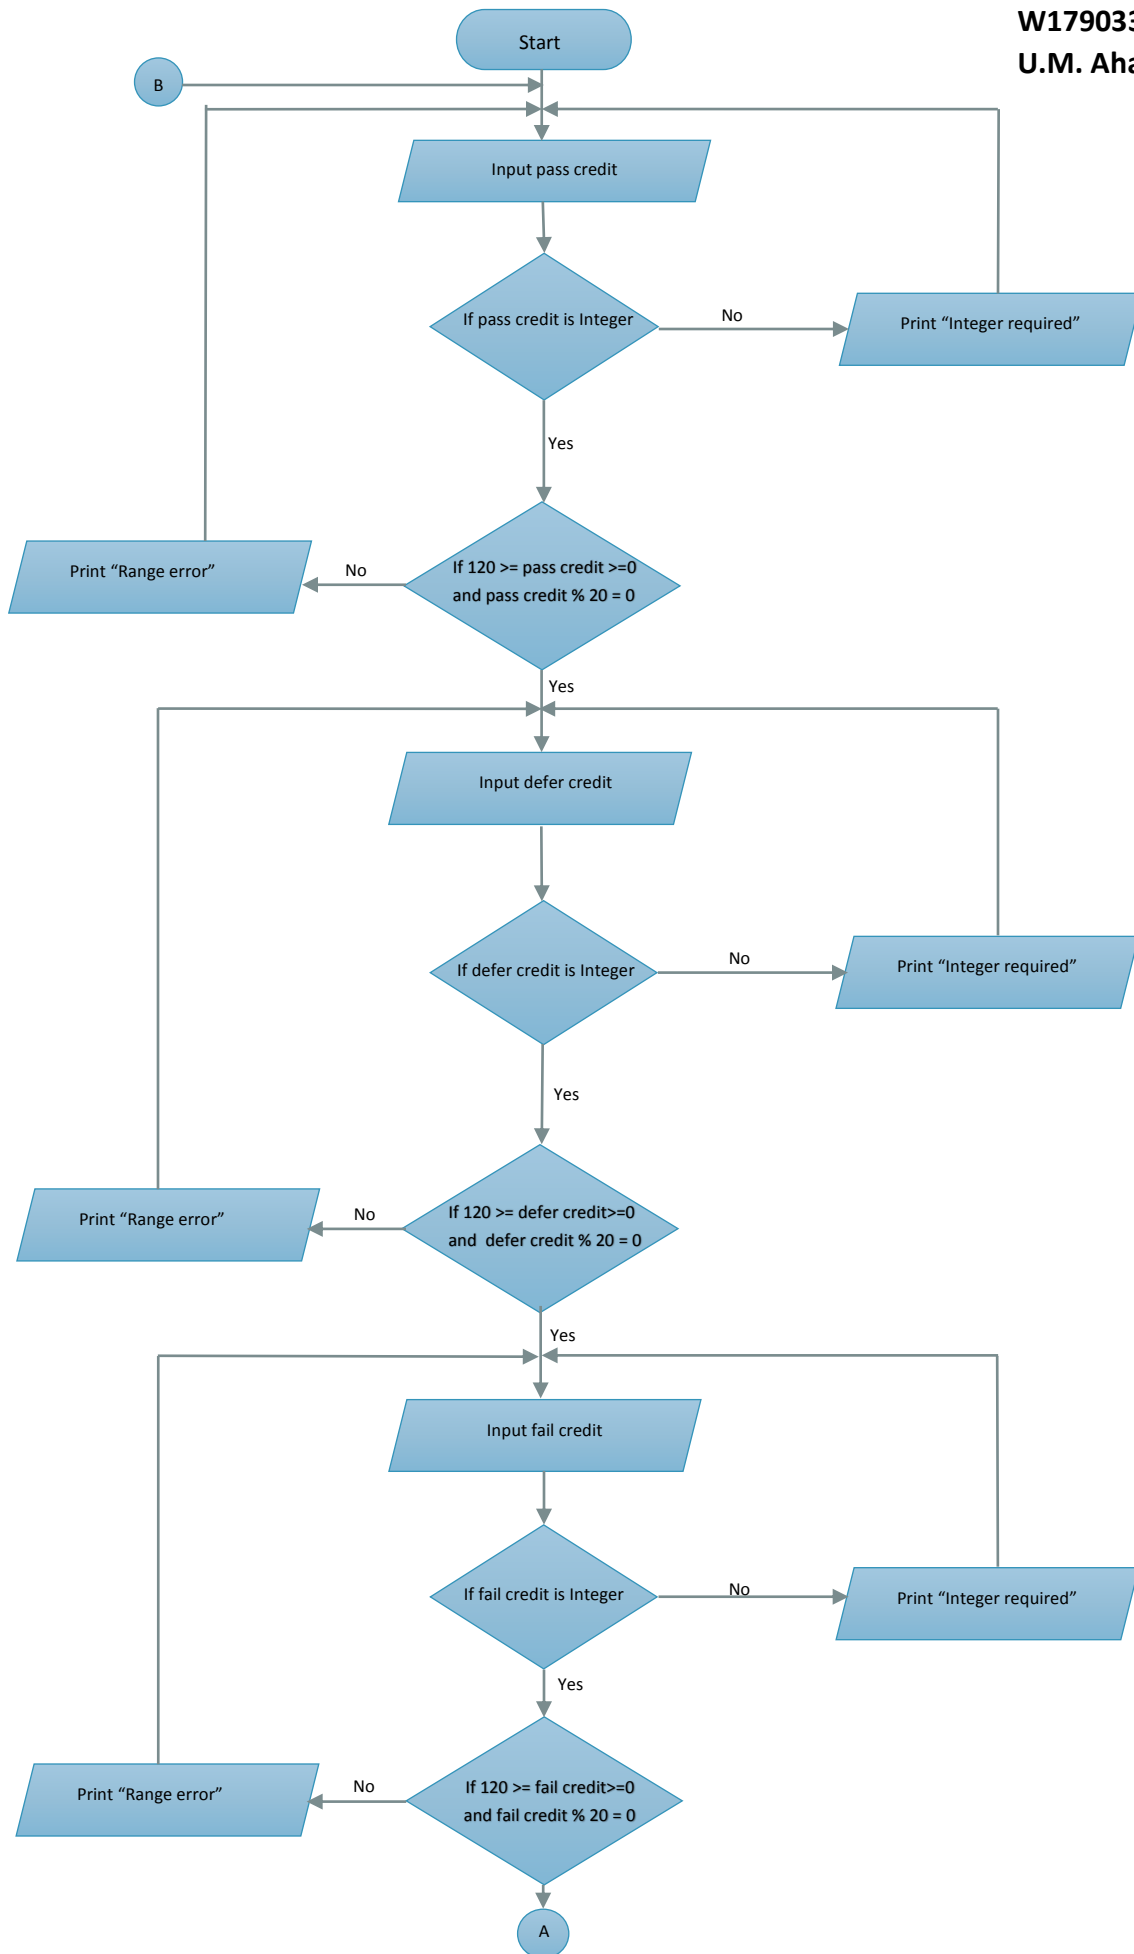 W179033
U.M. Aha
Start
B
Input pass credit
If pass credit is Integer
No
Print “Integer required”
Yes
If 120 >= pass credit >=0
and pass credit % 20 = 0
No
Print “Range error”
Yes
Input defer credit
If defer credit is Integer
No
Print “Integer required”
Yes
If 120 >= defer credit>=0
and defer credit % 20 = 0
No
Print “Range error”
Yes
Input fail credit
If fail credit is Integer
No
Print “Integer required”
Yes
If 120 >= fail credit>=0
and fail credit % 20 = 0
No
Print “Range error”
A